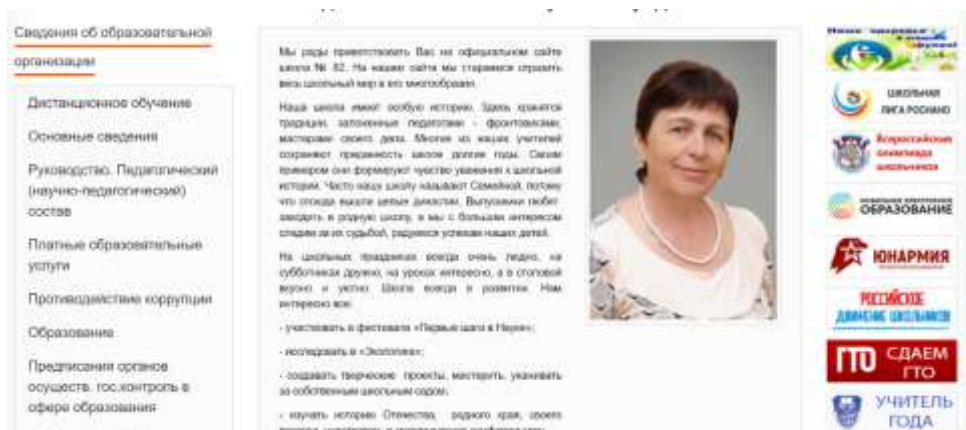 Сведения об образовательной
организации
Дистанционное обучение
Основные сведения
Руководство. Педагогический
(научно-педагогический)
состав
Платные образовательные
услуги
Противодействие коррупции
Образование
Предписания органов
осуществ. гос.контроль в
сфере образования
Мы рады приветствовать Вас на официальном сайте
школы № 82. На нашем сайте мы стараемся отразить
весь школьный мир в его многообразии.
Наша школа имеет особую историю. Здесь хранятся
традиции, заложенные педагогами - фронтовиками,
мастерами своего дела. Многие из наших учителей
сохраняют преданность школе долгие годы. Своим
примером они формируют чувство уважения к школьной
истории. Часто нашу школу называют Семейной, потому
что отсюда вышли целые династии. Выпускники любят
заходить в родную школу, а мы с большим интересом
следим за их судьбой, радуемся успехам наших детей.
На школьных праздниках всегда очень людно, на
субботниках дружно, на уроках интересно, а в столовой
вкусно и уютно. Школа всегда в развитии. Нам
интересно все:
- участвовать в фестивале «Первые шаги в Науке»;
- исследовать в «Экологике»;
- создавать творческие проекты, мастерить, ухаживать
за собственным школьным садом;
- изучать историю Отечества, родного края, своего
Наше здоровье
ШКОЛЬНАЯ
ЛИГА РОСНАНО
Всероссийская
олимпиада
школьников
МОБИЛЬНОЕ ЭЛЕКТРОННОЕ
ОБРАЗОВАНИЕ
ЮНАРМИЯ
РОССИЙСКОЕ
ДВИЖЕНИЕ ШКОЛЬНИКОВ
ГТО СДАЕМ
ГТО
УЧИТЕЛЬ
ГОДА